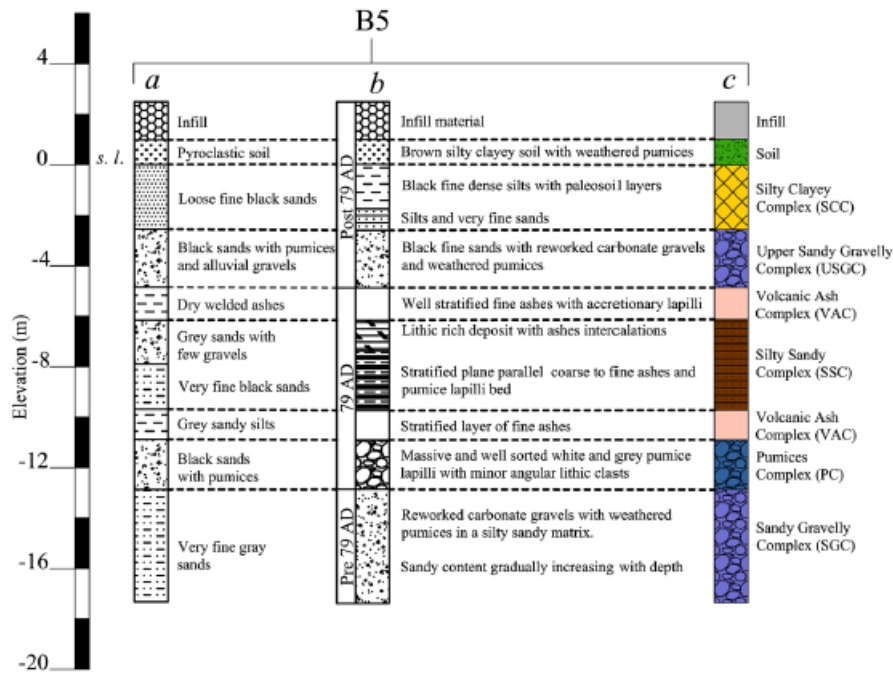 B5
a
b
c
4
0
-4
-8
-12
-16
-20
Elevation (m)
s. l.
Infill
Pyroclastic soil
Loose fine black sands
Black sands with pumices
and alluvial gravels
Dry welded ashes
Grey sands with
few gravels
Very fine black sands
Grey sandy silts
Black sands
with pumices
Very fine gray
sands
Post 79 AD
79 AD
Pre 79 AD
Infill material
Brown silty clayey soil with weathered pumices
Black fine dense silts with paleosoil layers
Silts and very fine sands
Black fine sands with reworked carbonate gravels
and weathered pumices
Well stratified fine ashes with accretionary lapilli
Lithic rich deposit with ashes intercalations
Stratified plane parallel coarse to fine ashes and
pumice lapilli bed
Stratified layer of fine ashes
Massive and well sorted white and grey pumice
lapilli with minor angular lithic clasts
Reworked carbonate gravels with weathered
pumices in a silty sandy matrix.
Sandy content gradually increasing with depth
Infill
Soil
Silty Clayey
Complex (SCC)
Upper Sandy Gravelly
Complex (USGC)
Volcanic Ash
Complex (VAC)
Silty Sandy
Complex (SSC)
Volcanic Ash
Complex (VAC)
Pumices
Complex (PC)
Sandy Gravelly
Complex (SGC)